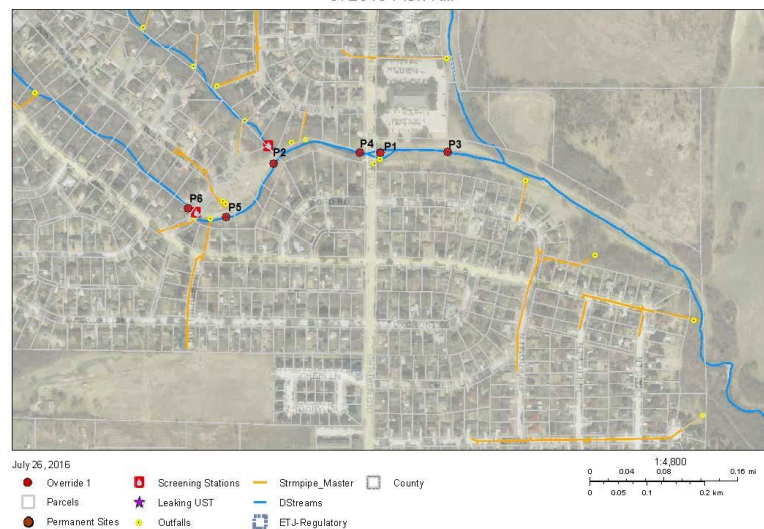 P4
P1
P3
P2
P6
P5
July 26, 2016
1:4,800
0 0.04 0.08 0.16 mi
0 0.05 0.1 0.2 km
Override 1
Screening Stations
Strmpipe_Master
County
Parcels
Leaking UST
DStreams
Permanent Sites
Outfalls
ETJ-Regulatory